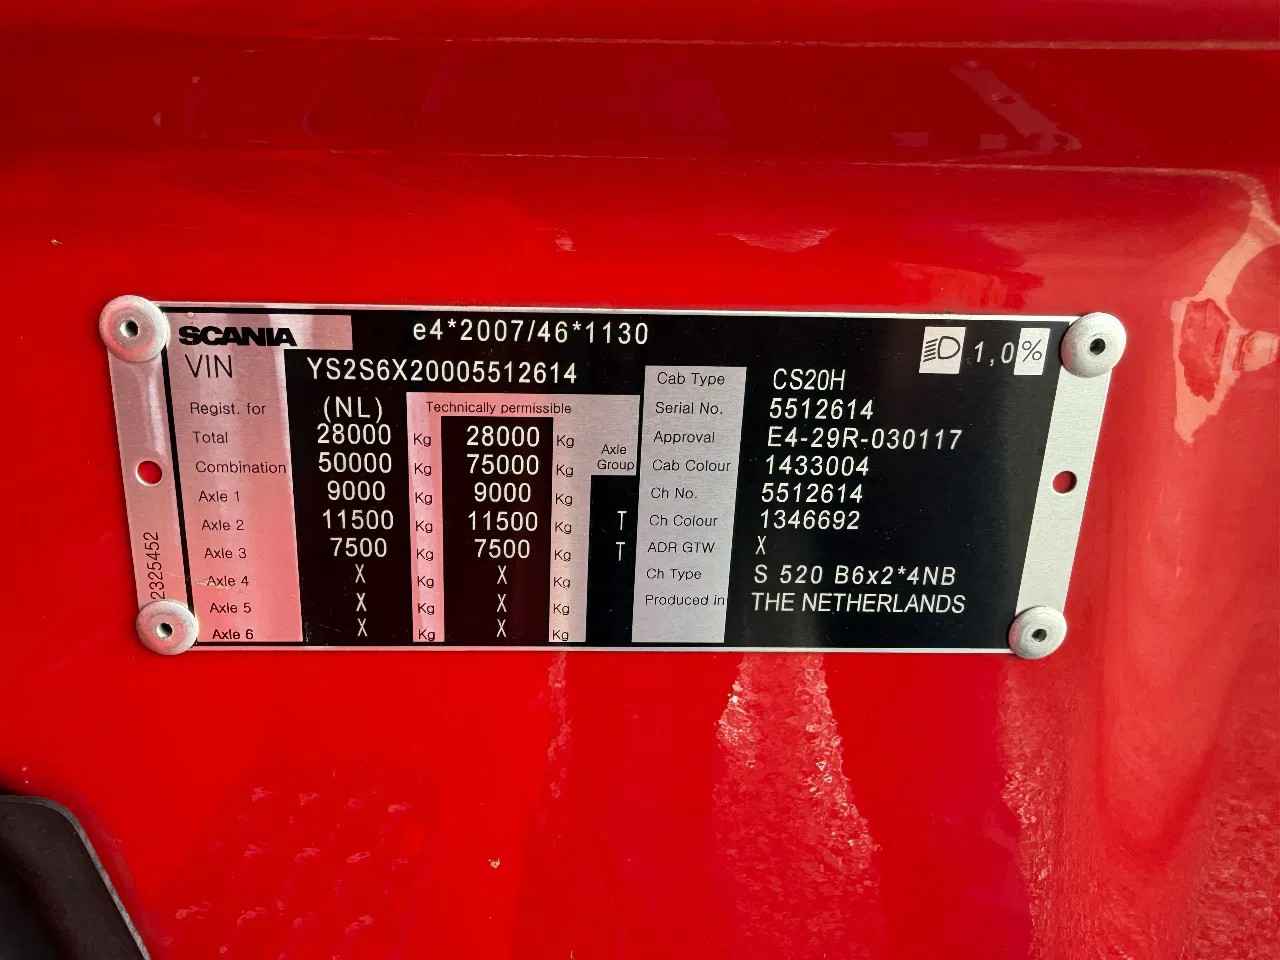 SCANIA e4*2007/46*1130 1,0 %
VIN YS2S6X20005512614
Regist. for (NL) Technically permissible
Total 28000 Kg 28000 Kg Axle Group
Combination 50000 Kg 75000 Kg
Axle 1 9000 Kg 9000 Kg
Axle 2 11500 Kg 11500 Kg T
Axle 3 7500 Kg 7500 Kg T
Axle 4 X Kg X Kg
Axle 5 X Kg X Kg
Axle 6 X Kg X Kg
Cab Type CS20H
Serial No. 5512614
Approval E4-29R-030117
Cab Colour 1433004
Ch No. 5512614
Ch Colour 1346692
ADR GTW X
Ch Type S 520 B6x2*4NB
Produced in THE NETHERLANDS
2325452